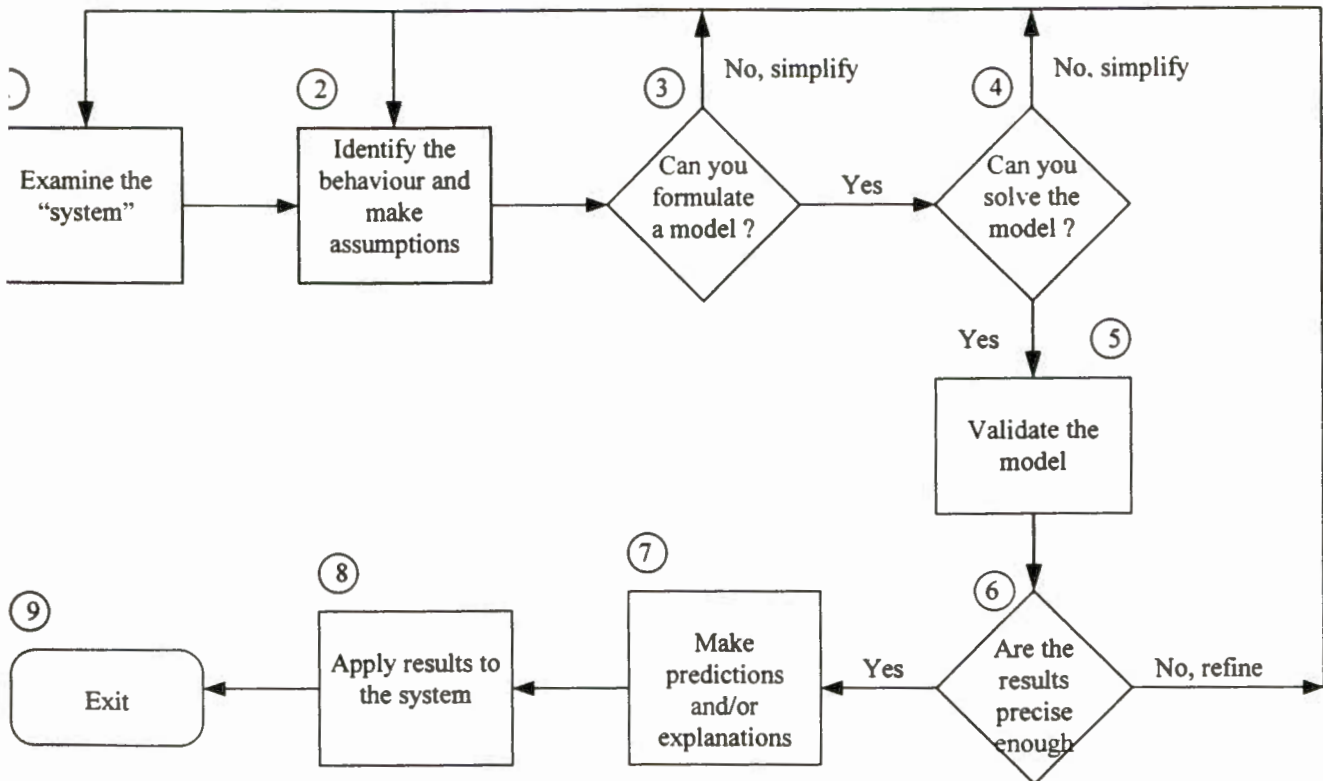 No, simplify
No, simplify
2
3
4
Examine the
“system”
Identify the
behaviour and
make
assumptions
Can you
formulate
a model ?
Yes
Can you
solve the
model ?
Yes
5
Validate the
model
6
Are the
results
precise
enough
No, refine
Yes
7
Make
predictions
and/or
explanations
8
Apply results to
the system
9
Exit